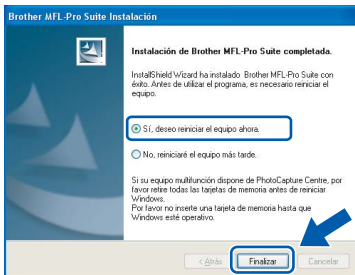 Brother MFL-Pro Suite Instalación
Instalación de Brother MFL-Pro Suite completada.
InstallShield Wizard ha instalado Brother MFL-Pro Suite con
éxito. Antes de utilizar el programa, es necesario reiniciar el
equipo.
Sí, deseo reiniciar el equipo ahora.
No, reiniciaré el equipo más tarde.
Si su equipo multifunción dispone de PhotoCapture Centre, por
favor retire todas las tarjetas de memoria antes de reiniciar
Windows.
Por favor no inserte una tarjeta de memoria hasta que
Windows esté operativo.
< Atrás Finalizar Cancelar